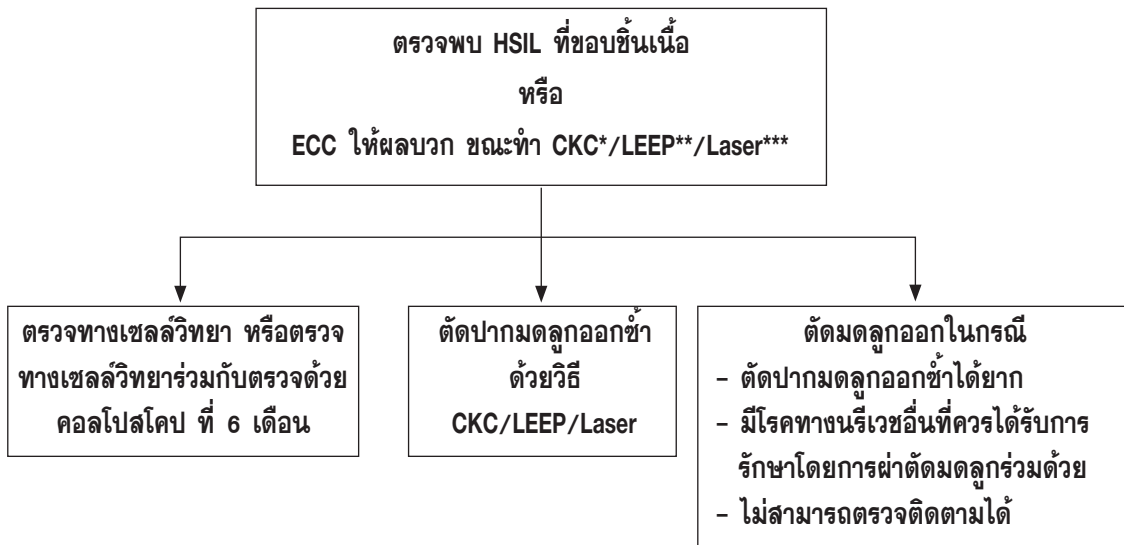 ตรวจพบ HSIL ที่ขอบชิ้นเนื้อ
หรือ
ECC ให้ผลบวก ขณะทำ CKC*/LEEP**/Laser***
ตรวจทางเซลล์วิทยา หรือตรวจ
ทางเซลล์วิทยาร่วมกับตรวจด้วย
คอลโปสโคป ที่ 6 เดือน
ตัดปากมดลูกออกซ้ำ
ด้วยวิธี
CKC/LEEP/Laser
ตัดมดลูกออกในกรณี
- ตัดปากมดลูกออกซ้ำได้ยาก
- มีโรคทางนรีเวชอื่นที่ควรได้รับการ
รักษาโดยการผ่าตัดมดลูกร่วมด้วย
- ไม่สามารถตรวจติดตามได้